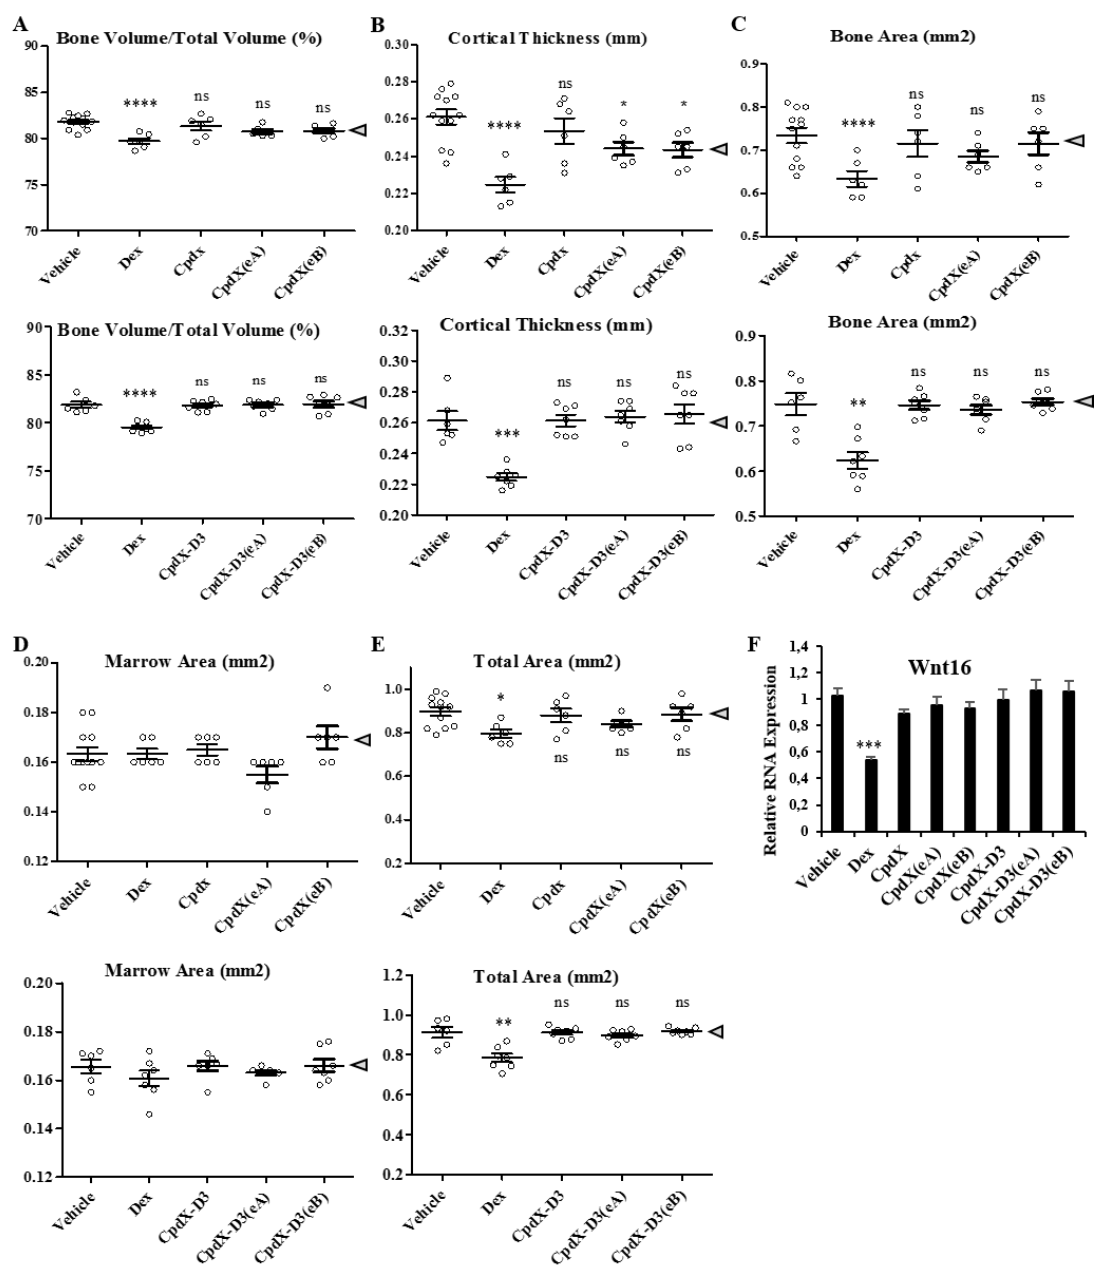 A
Bone Volume/Total Volume (%)
90
85
80
75
70
****
ns
ns
ns
Vehicle
Dex
Cpdx
CpdX(eA)
CpdX(eB)
B
Cortical Thickness (mm)
0.30
0.28
0.26
0.24
0.22
0.20
****
ns
*
*
Vehicle
Dex
Cpdx
CpdX(eA)
CpdX(eB)
C
Bone Area (mm2)
0.9
0.8
0.7
0.6
0.5
****
ns
ns
ns
Vehicle
Dex
Cpdx
CpdX(eA)
CpdX(eB)
Bone Volume/Total Volume (%)
90
85
80
75
70
****
ns
ns
ns
Vehicle
Dex
CpdX-D3
CpdX-D3(eA)
CpdX-D3(eB)
Cortical Thickness (mm)
0.32
0.30
0.28
0.26
0.24
0.22
0.20
***
ns
ns
ns
Vehicle
Dex
CpdX-D3
CpdX-D3(eA)
CpdX-D3(eB)
Bone Area (mm2)
0.9
0.8
0.7
0.6
0.5
**
ns
ns
ns
Vehicle
Dex
CpdX-D3
CpdX-D3(eA)
CpdX-D3(eB)
D
Marrow Area (mm2)
0.20
0.18
0.16
0.14
0.12
Vehicle
Dex
Cpdx
CpdX(eA)
CpdX(eB)
E
Total Area (mm2)
1.0
0.8
0.6
0.4
0.2
*
ns
ns
ns
Vehicle
Dex
Cpdx
CpdX(eA)
CpdX(eB)
F
Wnt16
Relative RNA Expression
1,4
1,2
1
0,8
0,6
0,4
0,2
0
***
Vehicle
Dex
CpdX
CpdX(eA)
CpdX(eB)
CpdX-D3
CpdX-D3(eA)
CpdX-D3(eB)
Marrow Area (mm2)
0.20
0.18
0.16
0.14
0.12
Vehicle
Dex
CpdX-D3
CpdX-D3(eA)
CpdX-D3(eB)
Total Area (mm2)
1.2
1.0
0.8
0.6
0.4
0.2
**
ns
ns
ns
Vehicle
Dex
CpdX-D3
CpdX-D3(eA)
CpdX-D3(eB)